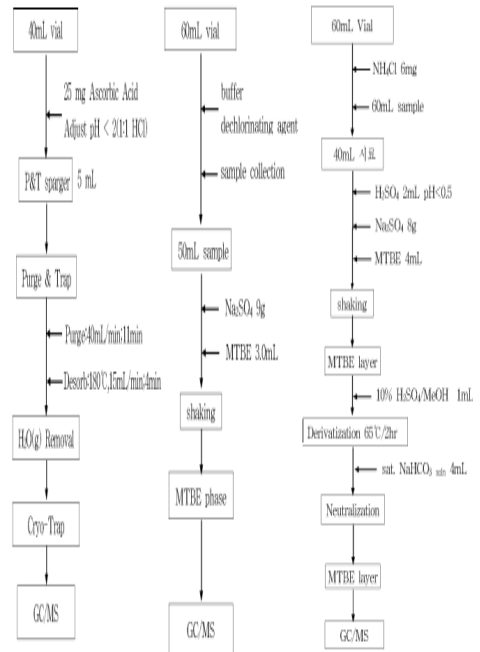 40mL vial
25 mg Ascorbic Acid
Adjust pH < 2(1:1 HCl)
P&T sparger
5 mL
Purge & Trap
Purge:40mL/min:11min
Desorb:180℃,15mL/min:4min
H₂O(g) Removal
Cryo-Trap
GC/MS
60mL vial
buffer
dechlorinating agent
sample collection
50mL sample
Na₂SO₄ 9g
MTBE 3.0mL
shaking
MTBE phase
GC/MS
60mL Vial
NH₄Cl 6mg
60mL sample
40mL 시료
H₂SO₄ 2mL pH<0.5
Na₂SO₄ 8g
MTBE 4mL
shaking
MTBE layer
10% H₂SO₄/MeOH 1mL
Derivatization 65℃/2hr
sat. NaHCO₃ soln 4mL
Neutralization
MTBE layer
GC/MS